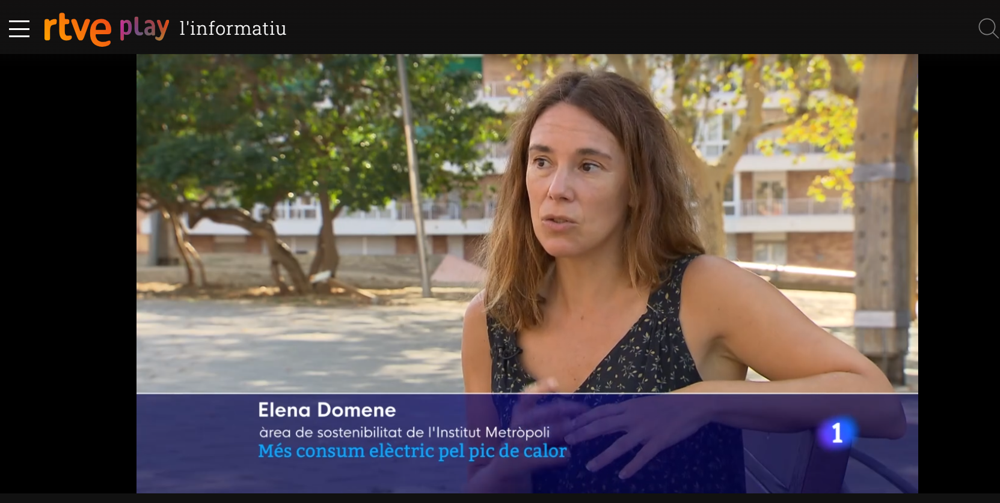 rtve play l'informatiu
Elena Domene
àrea de sostenibilitat de l'Institut Metròpoli
Més consum elèctric pel pic de calor
1